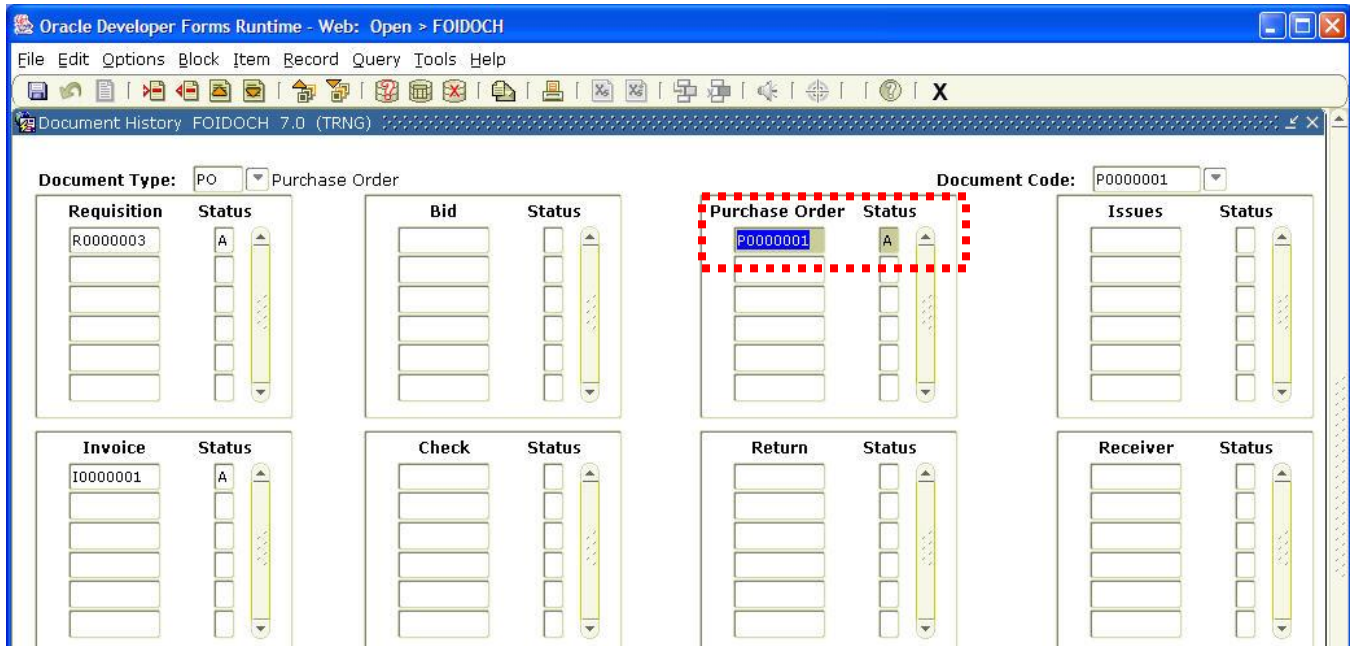 Oracle Developer Forms Runtime - Web: Open > FOIDOCH
File Edit Options Block Item Record Query Tools Help
X
Document History FOIDOCH 7.0 (TRNG)
Document Type: PO Purchase Order Document Code: P0000001
Requisition Status Bid Status Purchase Order Status Issues Status
R0000003 A P0000001 A
Invoice Status Check Status Return Status Receiver Status
I0000001 A